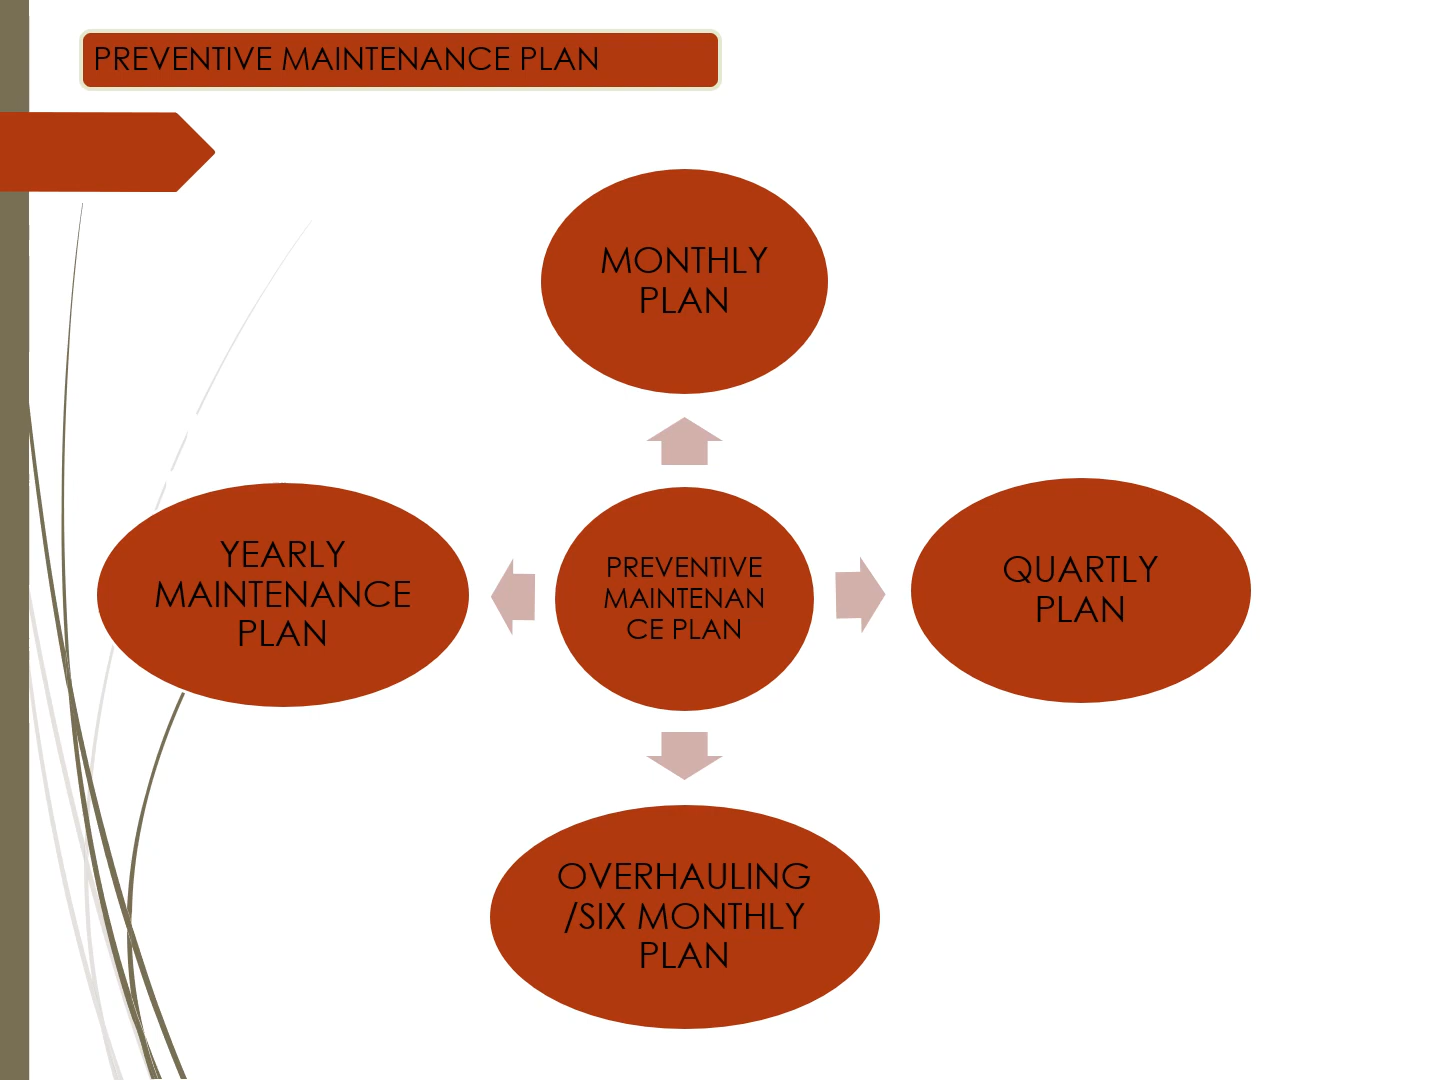 PREVENTIVE MAINTENANCE PLAN
MONTHLY
PLAN
YEARLY
MAINTENANCE
PLAN
PREVENTIVE
MAINTENAN
CE PLAN
QUARTLY
PLAN
OVERHAULING
/SIX MONTHLY
PLAN